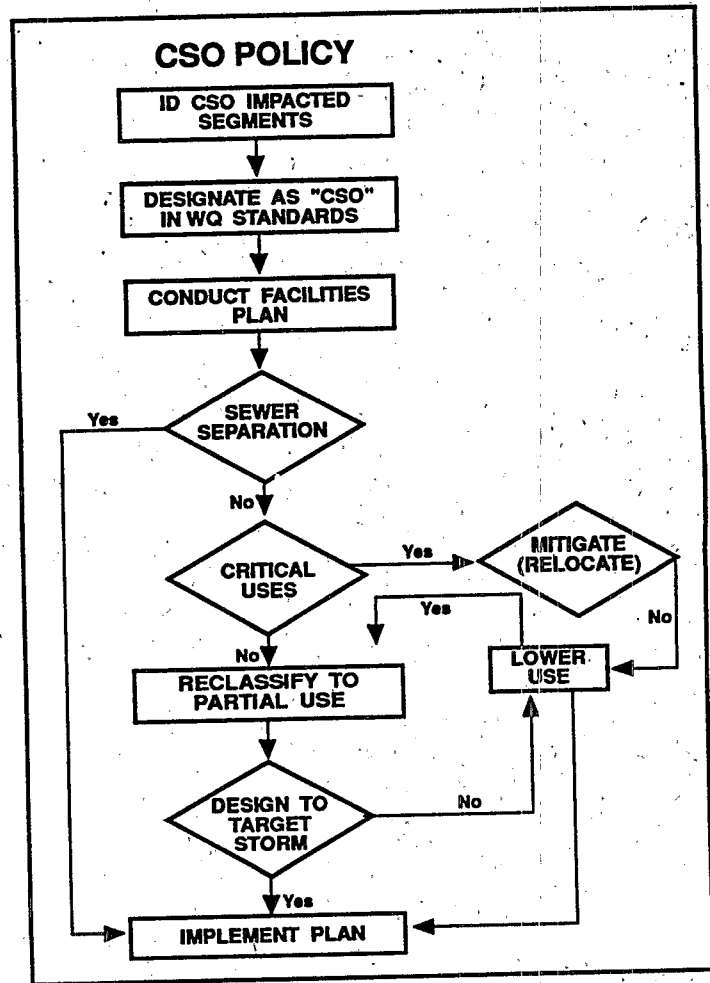 CSO POLICY
ID CSO IMPACTED
SEGMENTS
DESIGNATE AS "CSO"
IN WQ STANDARDS
CONDUCT FACILITIES
PLAN
Yes
SEWER
SEPARATION
No
CRITICAL
USES
Yes
MITIGATE
(RELOCATE)
Yes
No
No
RECLASSIFY TO
PARTIAL USE
LOWER
USE
DESIGN TO
TARGET
STORM
No
Yes
IMPLEMENT PLAN